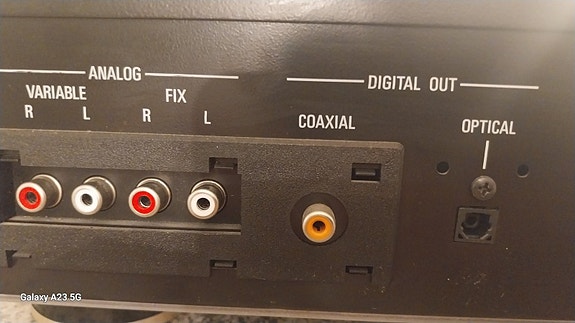 ANALOG
DIGITAL OUT
VARIABLE
FIX
R L R L
COAXIAL
OPTICAL
Galaxy A23 5G